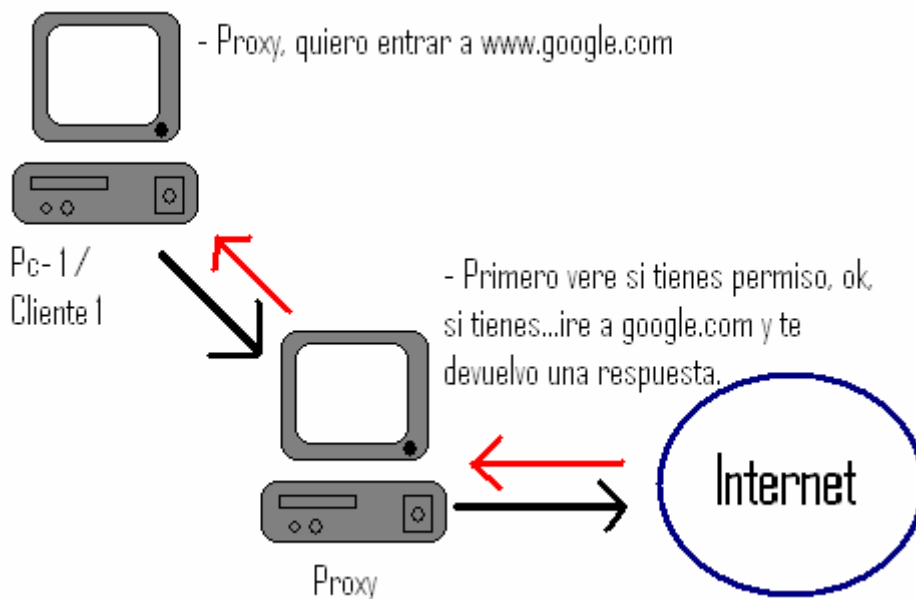 - Proxy, quiero entrar a www.google.com
Pc- 1 /
Cliente 1
- Primero vere si tienes permiso, ok,
si tienes...ire a google.com y te
devuelvo una respuesta.
Internet
Proxy